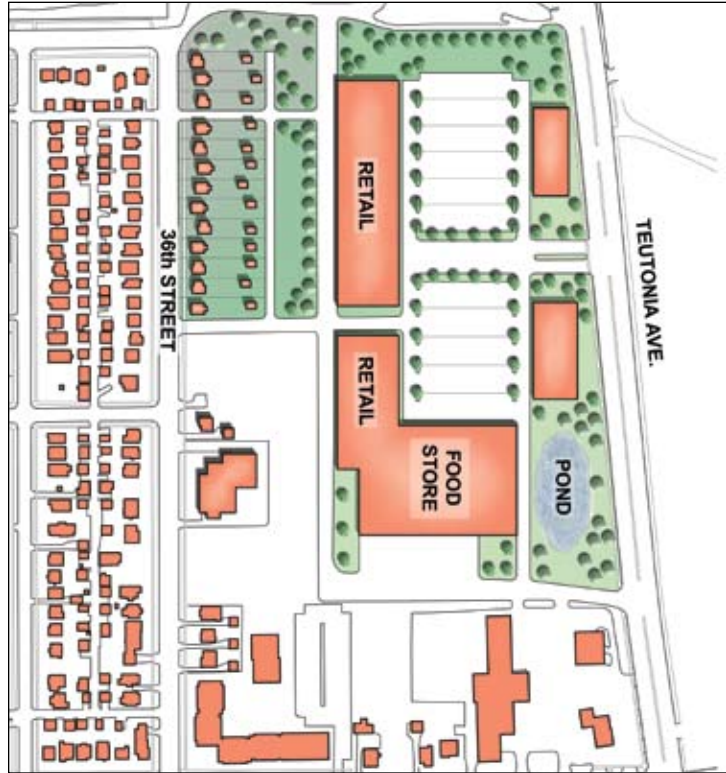 RETAIL
TEUTONIA AVE.
36th STREET
RETAIL
FOOD
STORE
POND